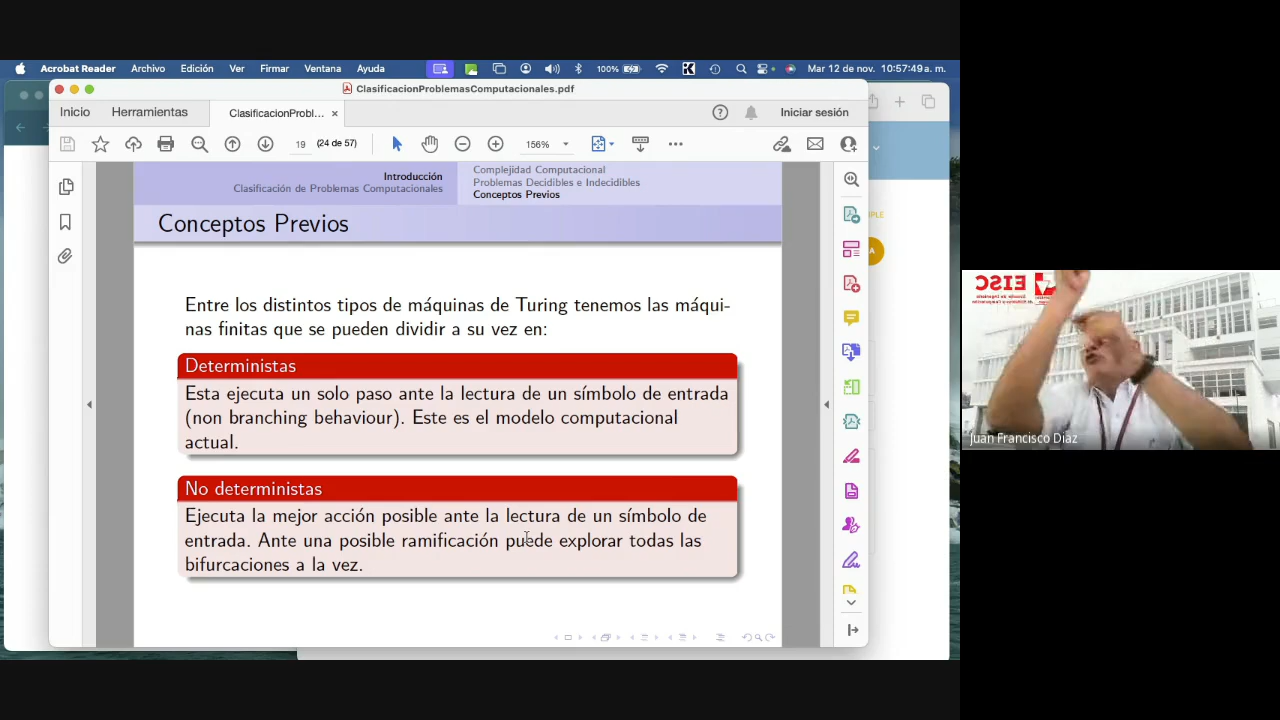 Acrobat Reader Archivo Edición Ver Firmar Ventana Ayuda 100% Mar 12 de nov. 10:57:49 a. m.
ClasificacionProblemasComputacionales.pdf
Inicio Herramientas ClasificacionProbl... × Iniciar sesión
19 (24 de 57) 156%
Introducción
Clasificación de Problemas Computacionales
Complejidad Computacional
Problemas Decidibles e Indecidibles
Conceptos Previos
Conceptos Previos
Entre los distintos tipos de máquinas de Turing tenemos las máqui-
nas finitas que se pueden dividir a su vez en:
Deterministas
Esta ejecuta un solo paso ante la lectura de un símbolo de entrada
(non branching behaviour). Este es el modelo computacional
actual.
No deterministas
Ejecuta la mejor acción posible ante la lectura de un símbolo de
entrada. Ante una posible ramificación puede explorar todas las
bifurcaciones a la vez.
EISC
Juan Francisco Diaz